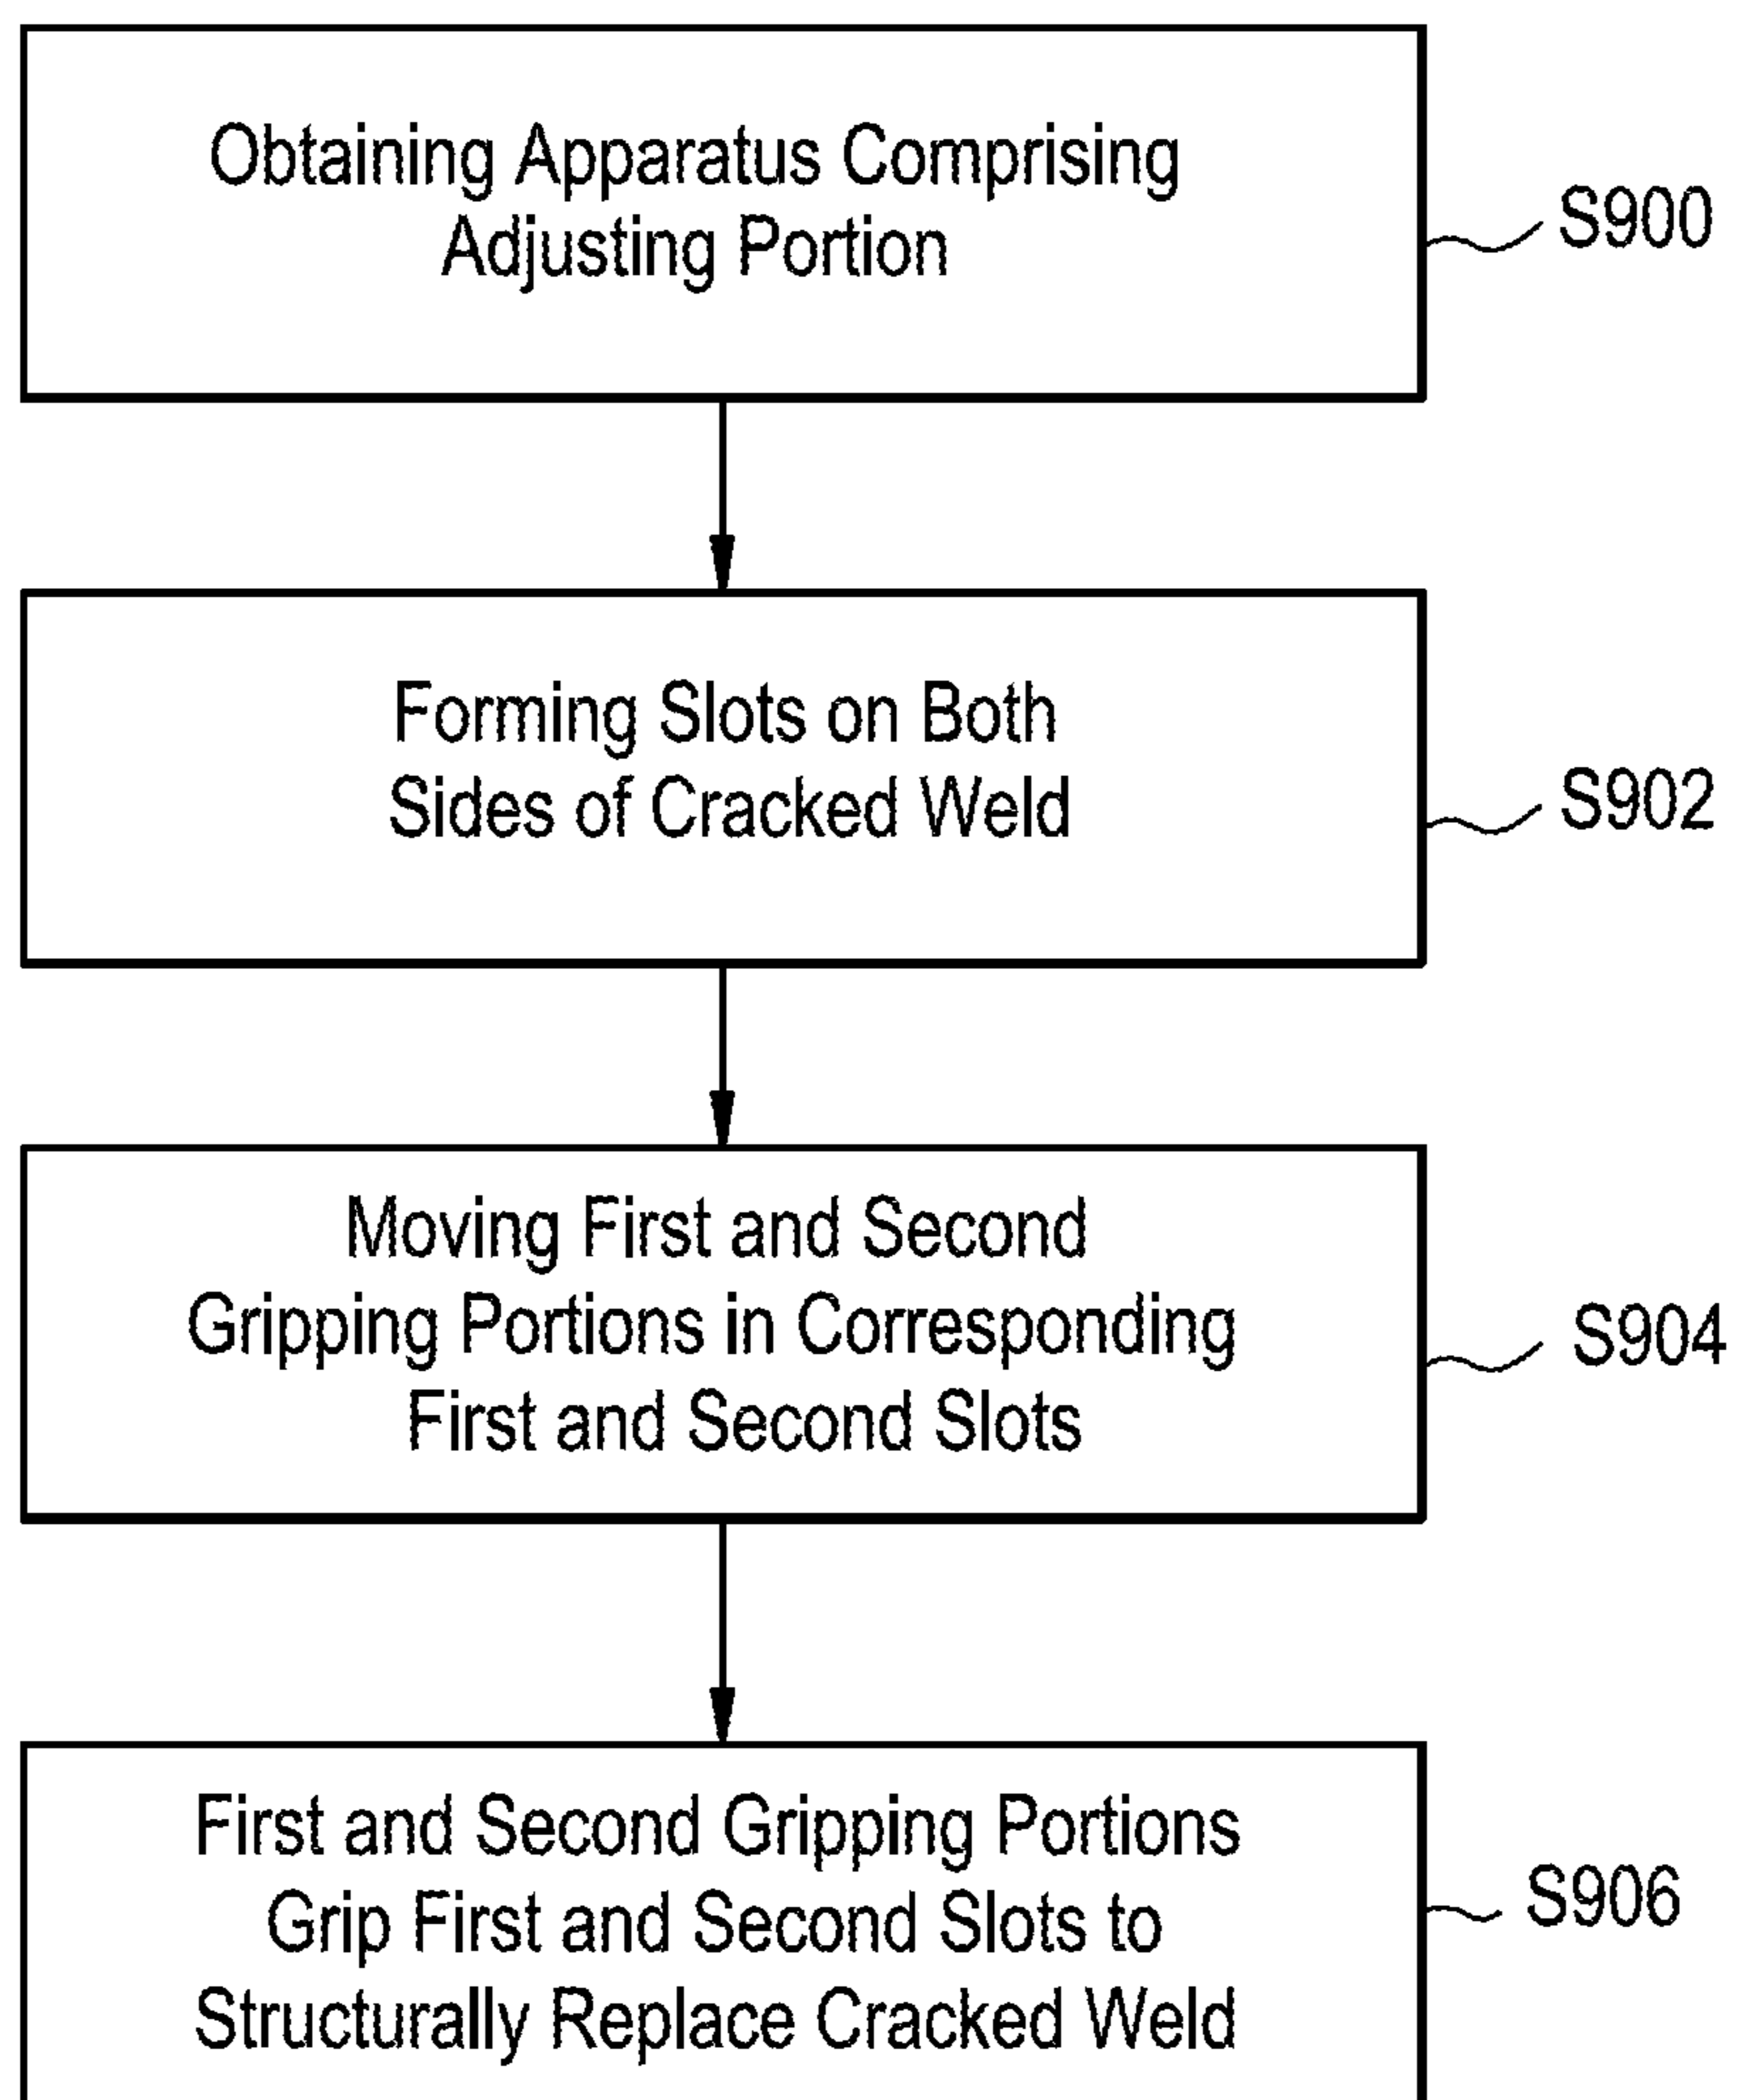 Obtaining Apparatus Comprising
Adjusting Portion
S900
Forming Slots on Both
Sides of Cracked Weld
S902
Moving First and Second
Gripping Portions in Corresponding
First and Second Slots
S904
First and Second Gripping Portions
Grip First and Second Slots to
Structurally Replace Cracked Weld
S906